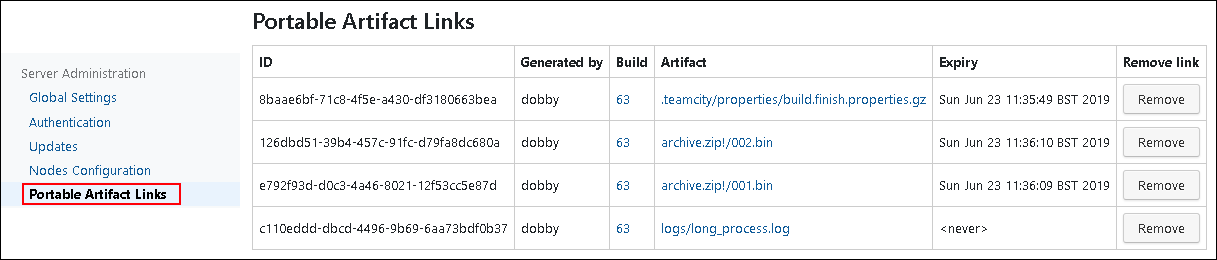 Portable Artifact Links
Server Administration
Global Settings
Authentication
Updates
Nodes Configuration
Portable Artifact Links
ID Generated by Build Artifact Expiry Remove link
8baae6bf-71c8-4f5e-a430-df3180663bea dobby 63 .teamcity/properties/build.finish.properties.gz Sun Jun 23 11:35:49 BST 2019 Remove
126dbd51-39b4-457c-91fc-d79fa8dc680a dobby 63 archive.zip!/002.bin Sun Jun 23 11:36:10 BST 2019 Remove
e792f93d-d0c3-4a46-8021-12f53cc5e87d dobby 63 archive.zip!/001.bin Sun Jun 23 11:36:09 BST 2019 Remove
c110eddd-dbcd-4496-9b69-6aa73bdf0b37 dobby 63 logs/long_process.log <never> Remove